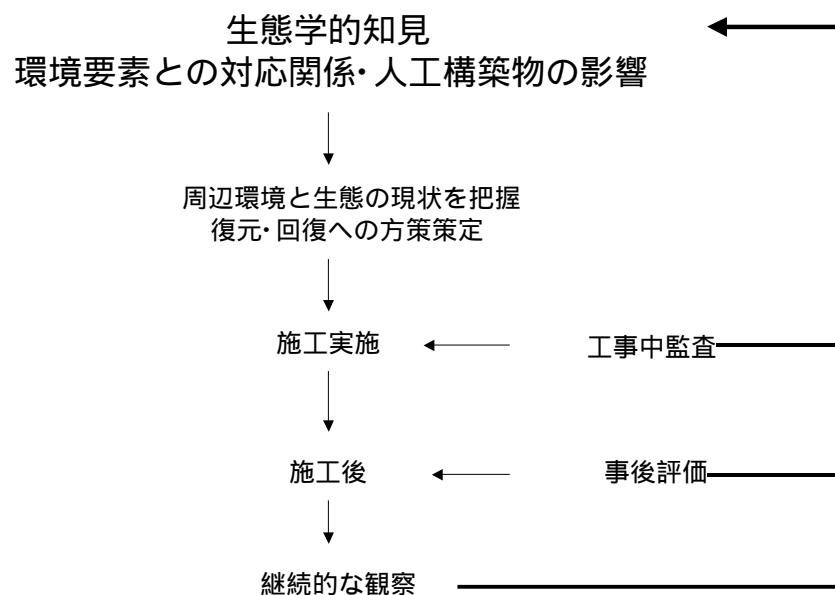 生態学的知見
環境要素との対応関係・人工構築物の影響
周辺環境と生態の現状を把握
復元・回復への方策策定
施工実施
工事中監査
施工後
事後評価
継続的な観察